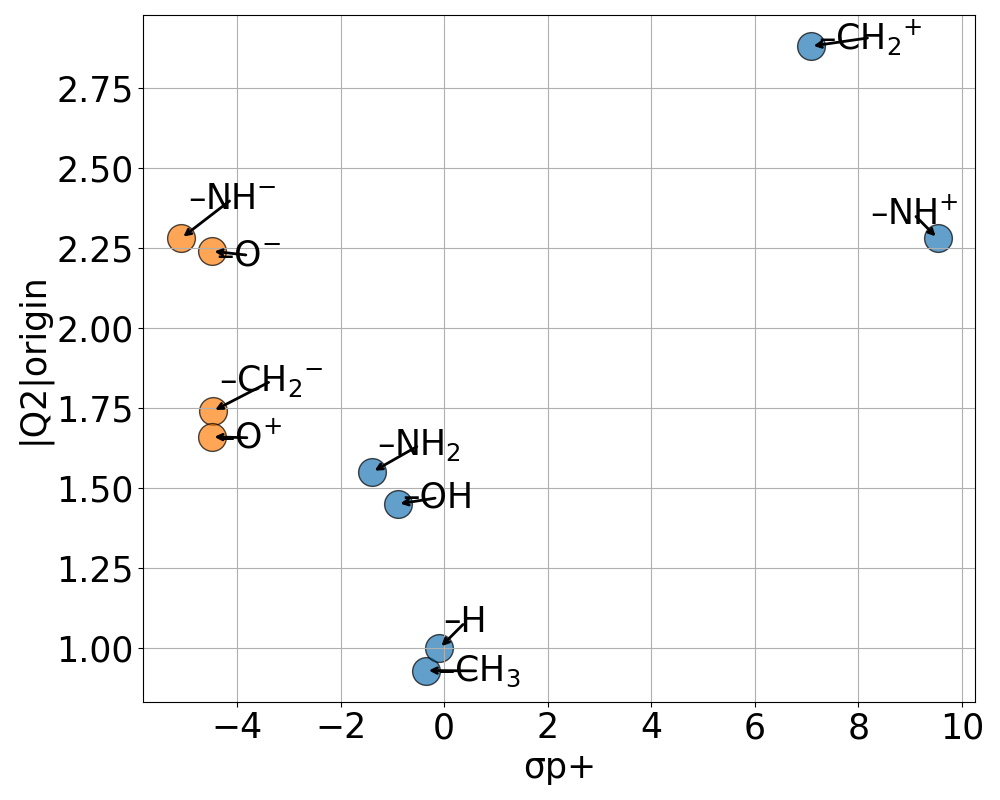 –CH₂⁺
2.75
2.50
–NH⁻
–NH⁺
2.25
–O⁻
2.00
|Q2|origin
–CH₂⁻
1.75
–O⁺
–NH₂
1.50
–OH
1.25
–H
1.00
–CH₃
−4
−2
0
2
4
6
8
10
σp+